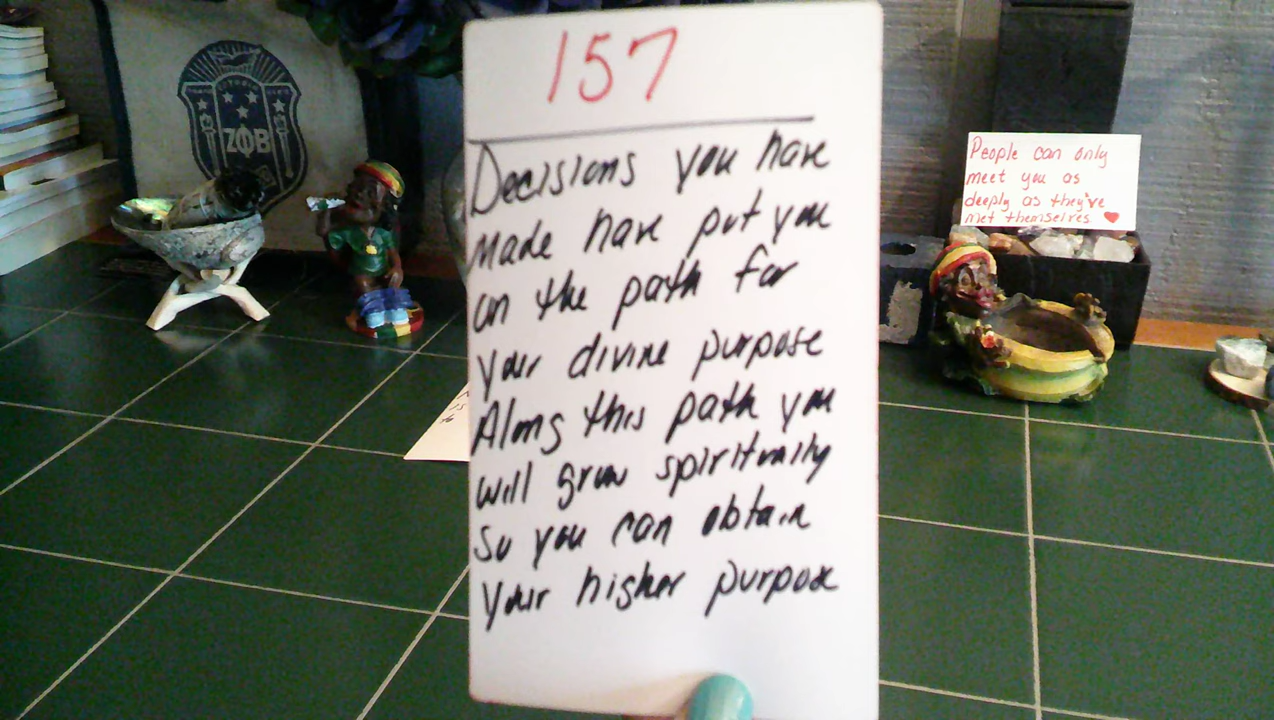 157
Decisions you have
Made have put you
on the path for
your divine purpose
Along this path you
will grow spiritually
so you can obtain
your higher purpose
ΖΦΒ
People can only
meet you as
deeply as they've
met themselves